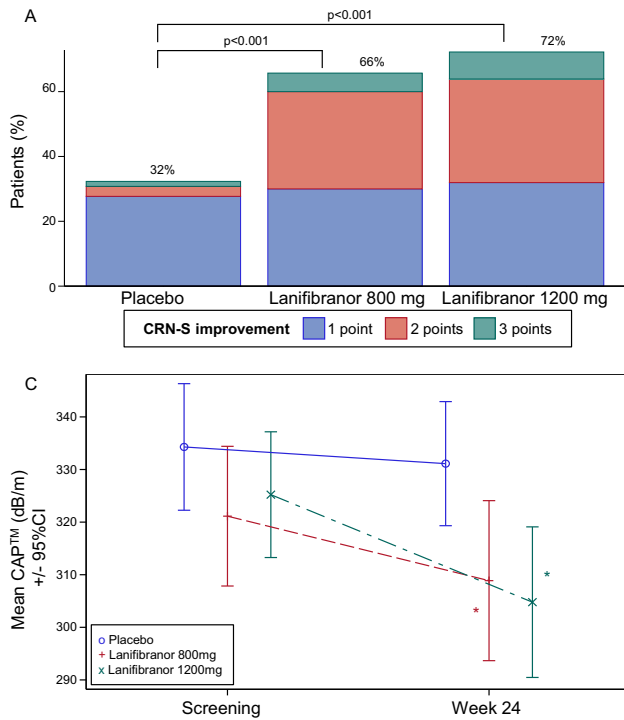 A
p<0.001
p<0.001
72%
66%
32%
Patients (%)
60
40
20
0
Placebo
Lanifibranor 800 mg
Lanifibranor 1200 mg
CRN-S improvement
1 point
2 points
3 points
C
Mean CAP™ (dB/m)
+/- 95%CI
340
330
320
310
300
290
*
*
Placebo
Lanifibranor 800mg
Lanifibranor 1200mg
Screening
Week 24